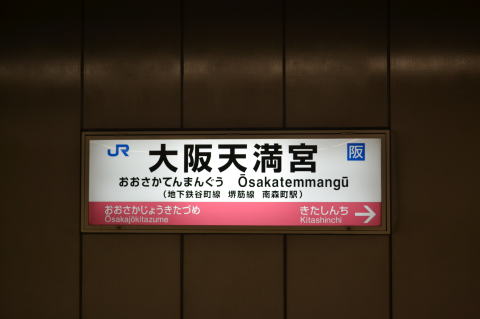 JR 大阪天満宮 阪
おおさかてんまんぐう Ōsakatemmangū
(地下鉄谷町線 堺筋線 南森町駅)
おおさかじょうきたづめ きたしんち →
Ōsakajōkitazume Kitashinchi